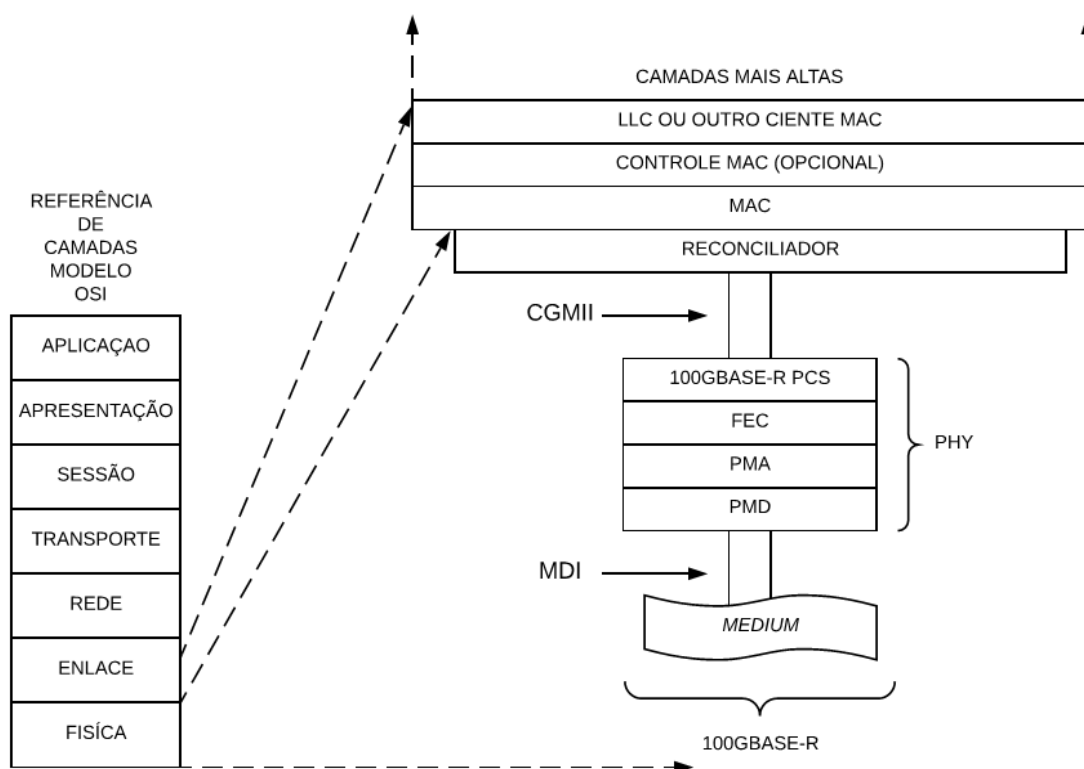 CAMADAS MAIS ALTAS
LLC OU OUTRO CIENTE MAC
CONTROLE MAC (OPCIONAL)
MAC
RECONCILIADOR
REFERÊNCIA
DE
CAMADAS
MODELO
OSI
APLICAÇAO
APRESENTAÇÃO
SESSÃO
TRANSPORTE
REDE
ENLACE
FISÍCA
CGMII
100GBASE-R PCS
FEC
PMA
PMD
PHY
MDI
MEDIUM
100GBASE-R